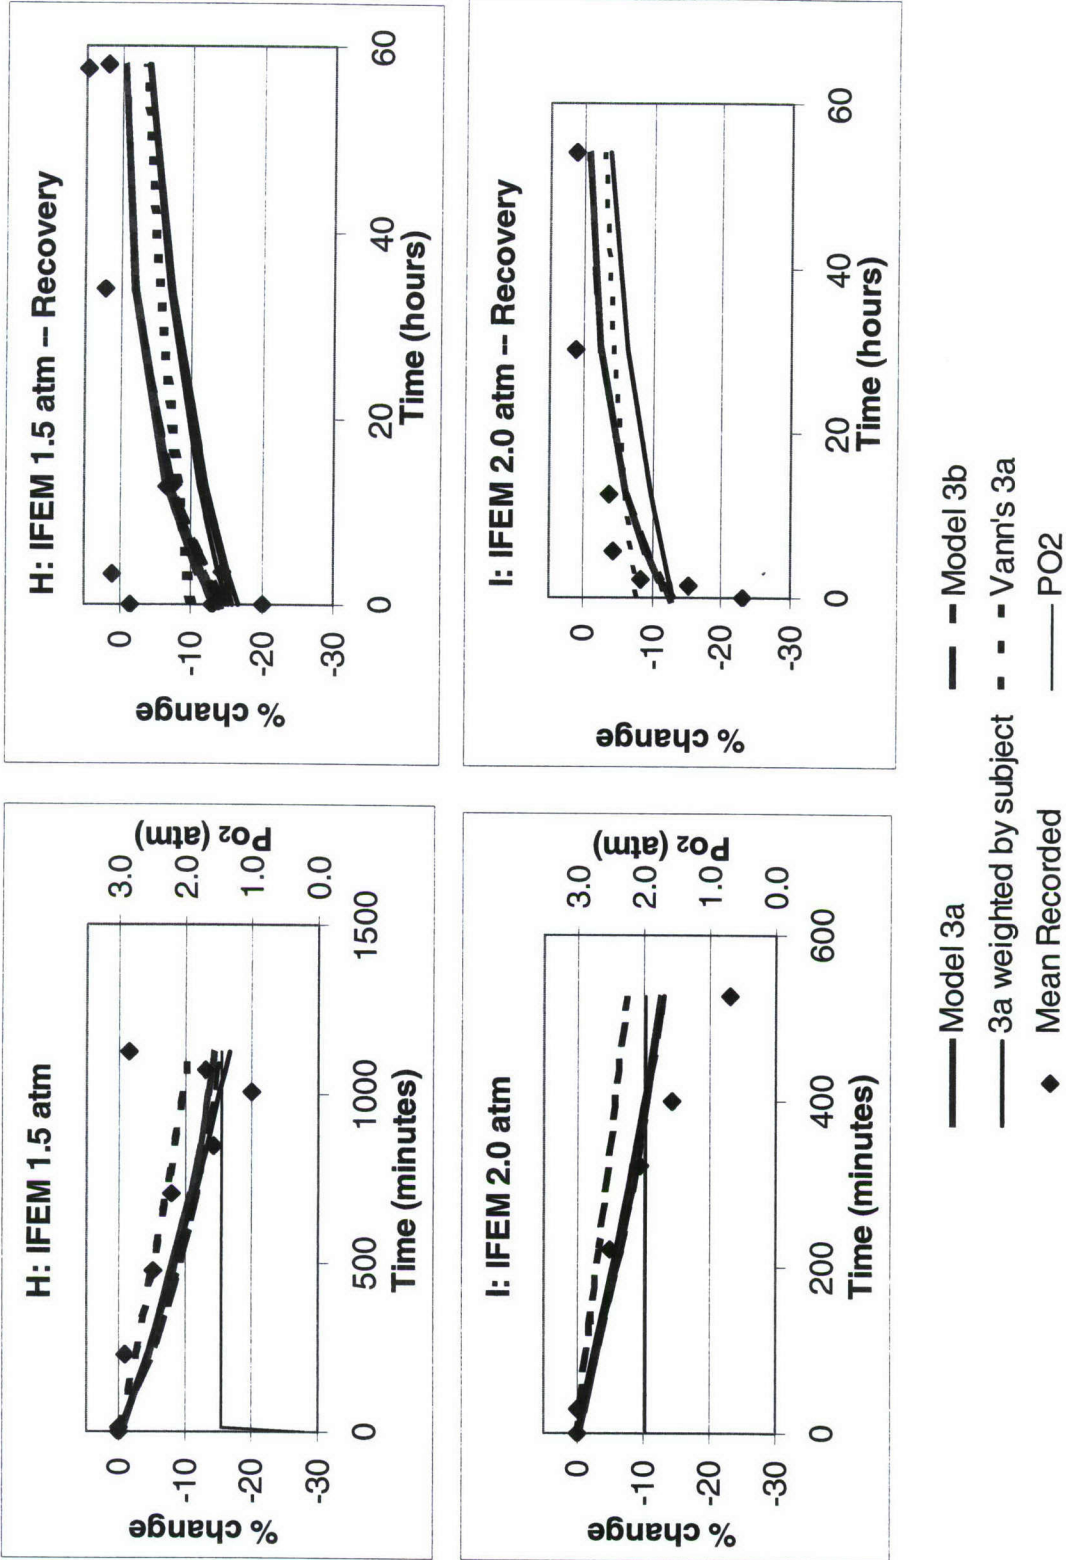 H: IFEM 1.5 atm
% change
0
-10
-20
-30
3.0
2.0
1.0
0.0
Po2 (atm)
0
500
1000
1500
Time (minutes)
H: IFEM 1.5 atm -- Recovery
% change
0
-10
-20
-30
0
20
40
60
Time (hours)
I: IFEM 2.0 atm
% change
0
-10
-20
-30
3.0
2.0
1.0
0.0
Po2 (atm)
0
200
400
600
Time (minutes)
I: IFEM 2.0 atm -- Recovery
% change
0
-10
-20
-30
0
20
40
60
Time (hours)
Model 3a
Model 3b
3a weighted by subject
Vann's 3a
Mean Recorded
PO2